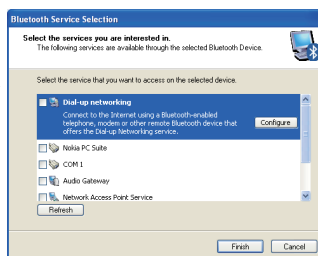 Bluetooth Service Selection
Select the services you are interested in.
The following services are available through the selected Bluetooth Device.
Select the service that you want to access on the selected device.
Dial-up networking
Connect to the Internet using a Bluetooth-enabled
telephone, modem or other remote Bluetooth device that
offers the Dial-up Networking service.
Configure
Nokia PC Suite
COM 1
Audio Gateway
Network Access Point Service
Refresh
Finish
Cancel